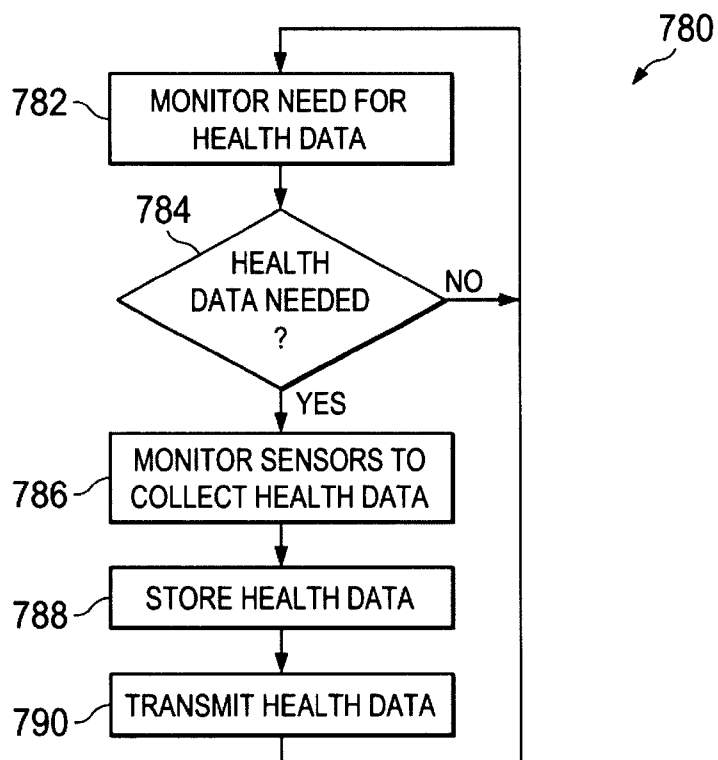 780
782
MONITOR NEED FOR
HEALTH DATA
784
HEALTH
DATA NEEDED
?
NO
YES
786
MONITOR SENSORS TO
COLLECT HEALTH DATA
788
STORE HEALTH DATA
790
TRANSMIT HEALTH DATA